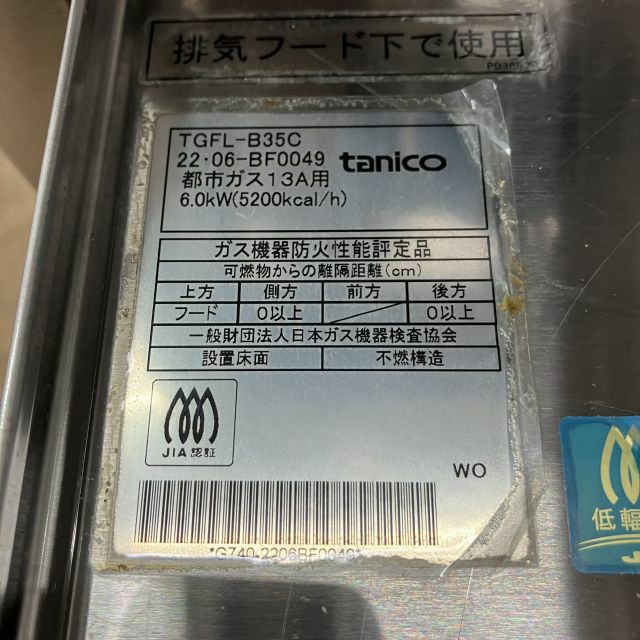 排気フード下で使用
TGFL-B35C
22・06-BF0049 tanico
都市ガス13A用
6.0kW(5200kcal/h)
ガス機器防火性能評定品
可燃物からの離隔距離(cm)
上方 側方 前方 後方
フード 0以上 0以上
一般財団法人日本ガス機器検査協会
設置床面 不燃構造
JIA認証
WO
*G740-2206BF0049*
低輻